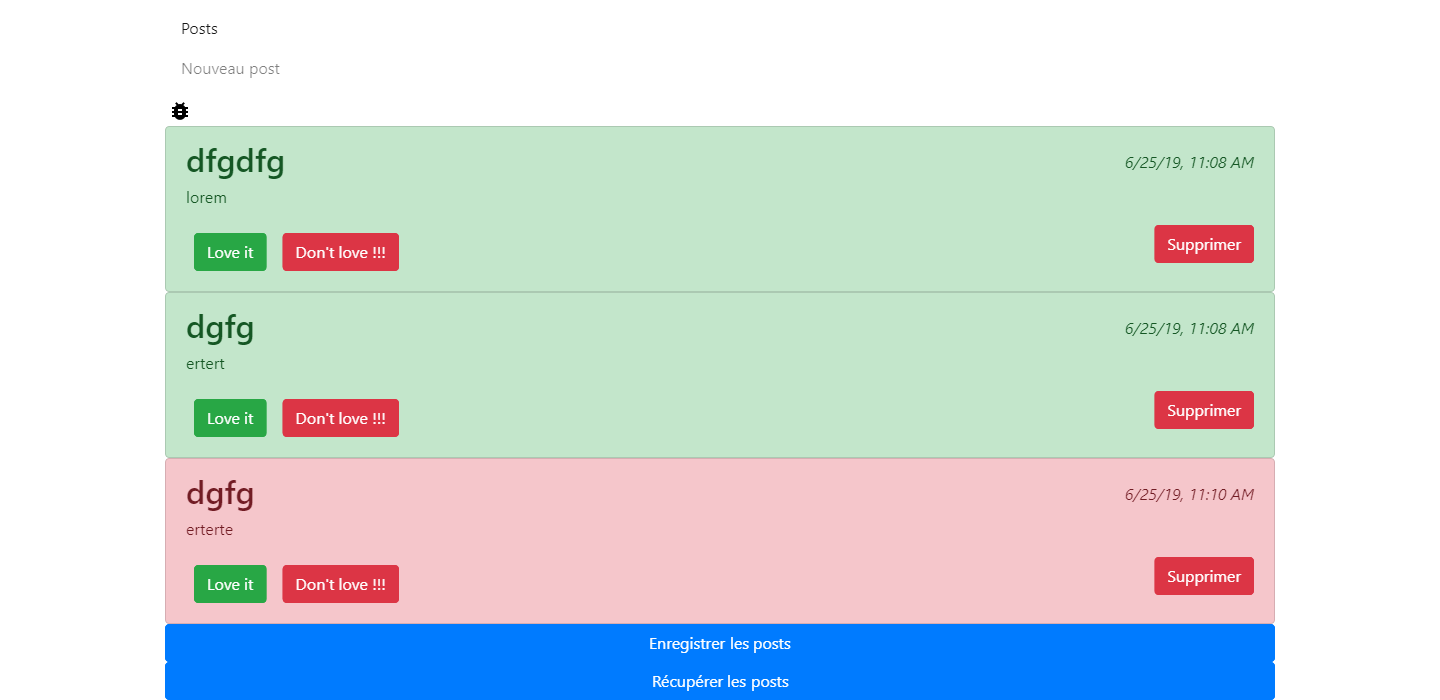 Posts
Nouveau post
dfgdfg
6/25/19, 11:08 AM
lorem
Love it
Don't love !!!
Supprimer
dgfg
6/25/19, 11:08 AM
ertert
Love it
Don't love !!!
Supprimer
dgfg
6/25/19, 11:10 AM
erterte
Love it
Don't love !!!
Supprimer
Enregistrer les posts
Récupérer les posts